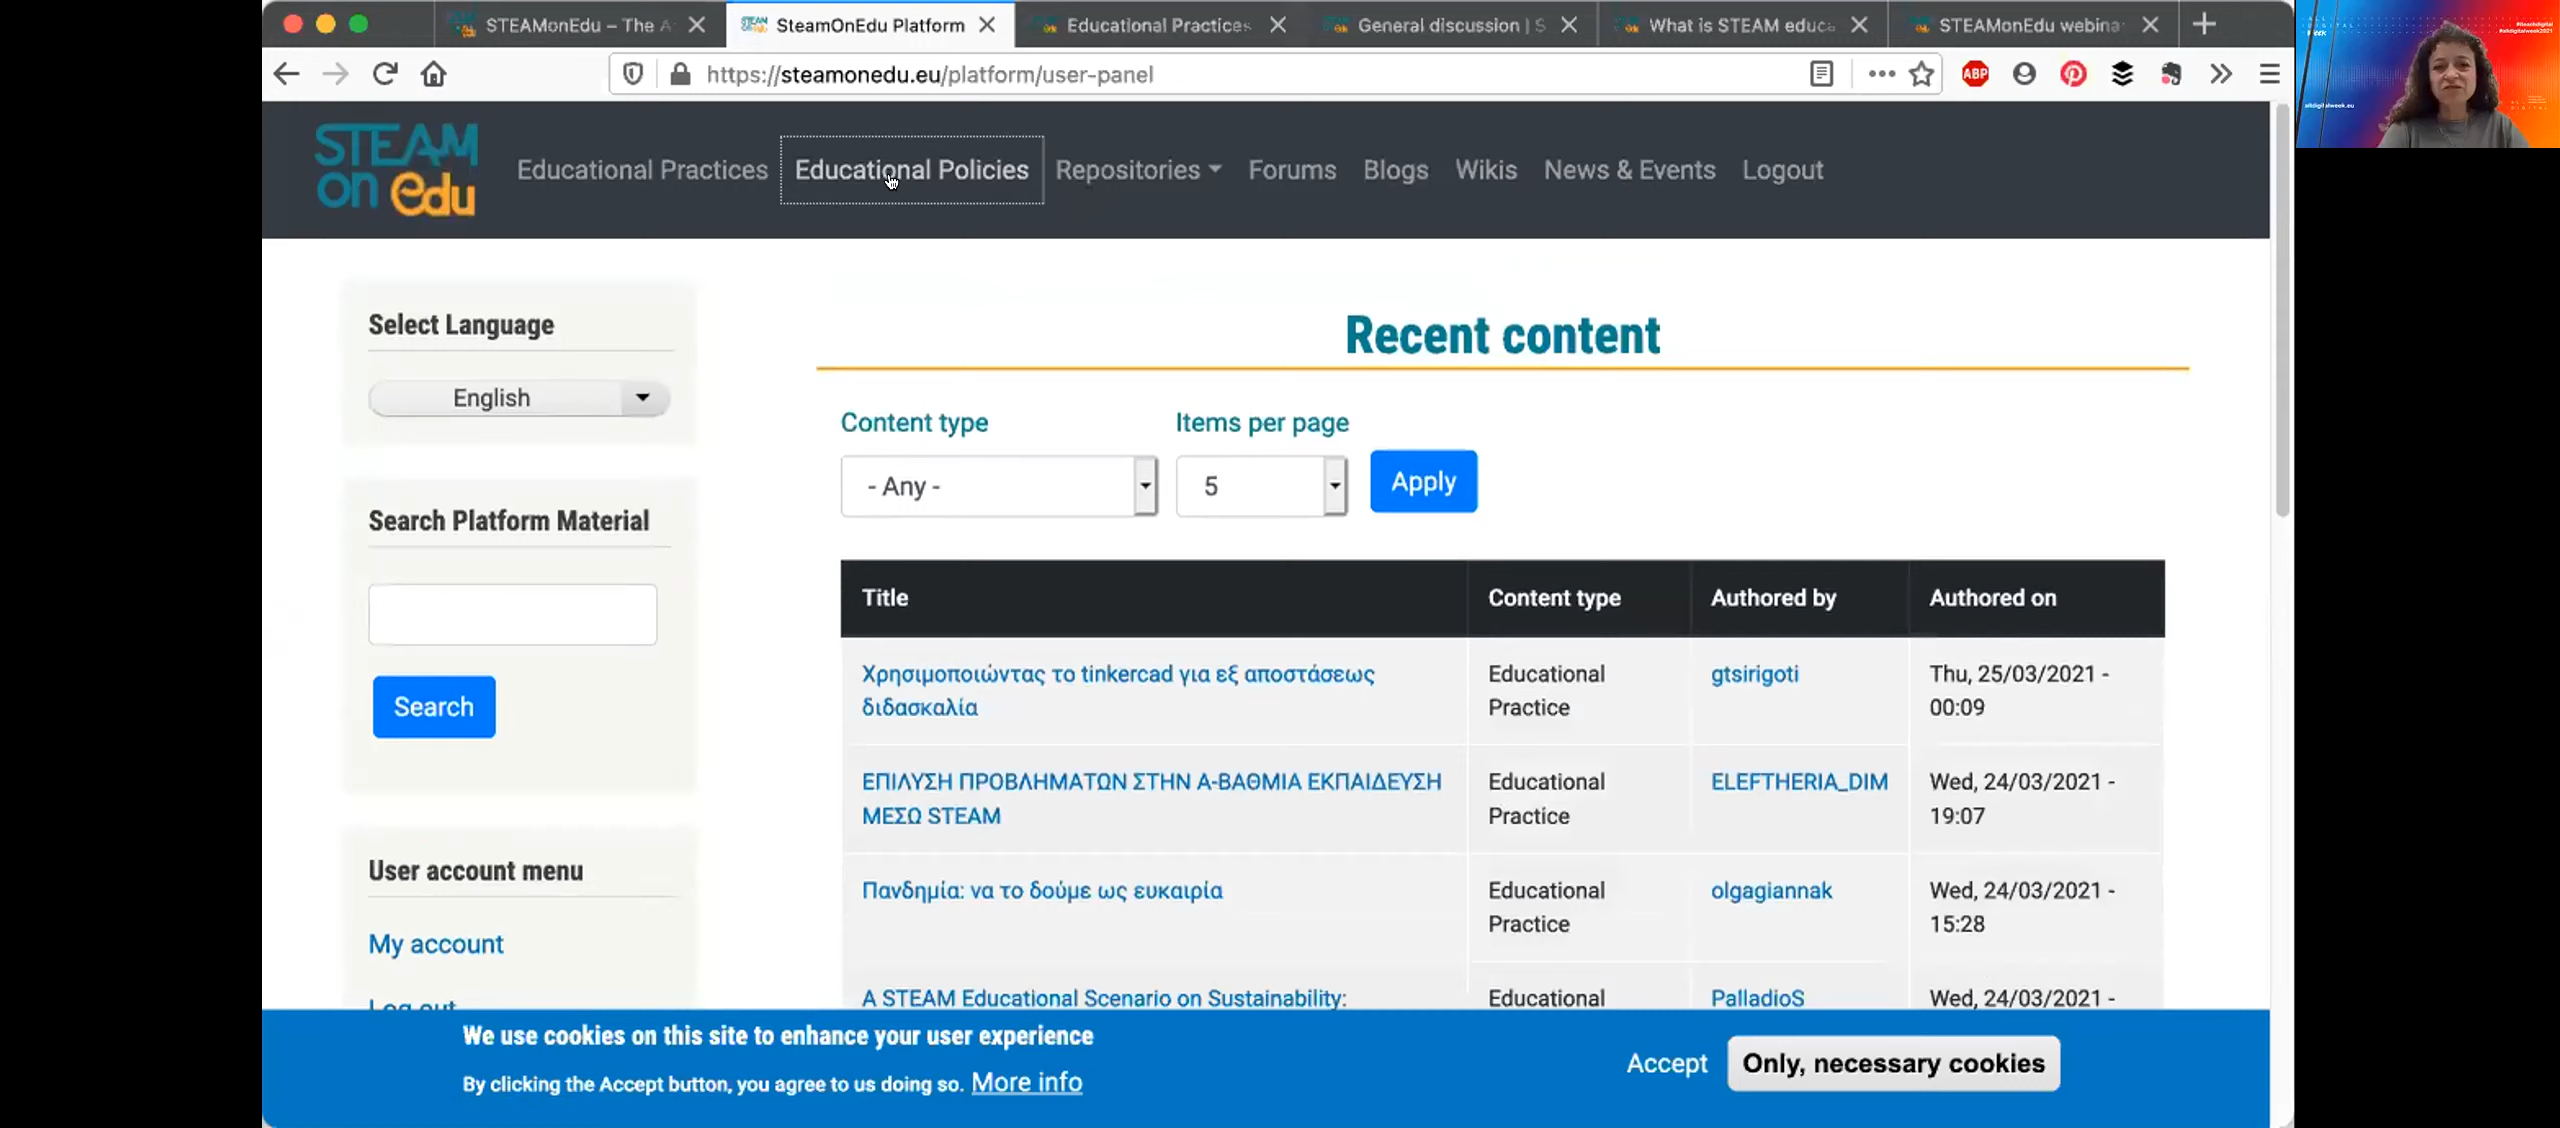 STEAMonEdu – The A
SteamOnEdu Platform
Educational Practices
General discussion | S
What is STEAM educa
STEAMonEdu webina
https://steamonedu.eu/platform/user-panel
ABP
STEAM
on edu
Educational Practices
Educational Policies
Repositories
Forums
Blogs
Wikis
News & Events
Logout
Select Language
English
Search Platform Material
Search
User account menu
My account
Log out
Recent content
Content type
Items per page
- Any -
5
Apply
Title Content type Authored by Authored on
Χρησιμοποιώντας το tinkercad για εξ αποστάσεως
διδασκαλία
Educational
Practice
gtsirigoti
Thu, 25/03/2021 -
00:09
ΕΠΙΛΥΣΗ ΠΡΟΒΛΗΜΑΤΩΝ ΣΤΗΝ Α-ΒΑΘΜΙΑ ΕΚΠΑΙΔΕΥΣΗ
ΜΕΣΩ STEAM
Educational
Practice
ELEFTHERIA_DIM
Wed, 24/03/2021 -
19:07
Πανδημία: να το δούμε ως ευκαιρία
Educational
Practice
olgagiannak
Wed, 24/03/2021 -
15:28
A STEAM Educational Scenario on Sustainability:
Educational
PalladioS
Wed, 24/03/2021 -
We use cookies on this site to enhance your user experience
By clicking the Accept button, you agree to us doing so. More info
Accept
Only, necessary cookies
alldigitalweek.eu